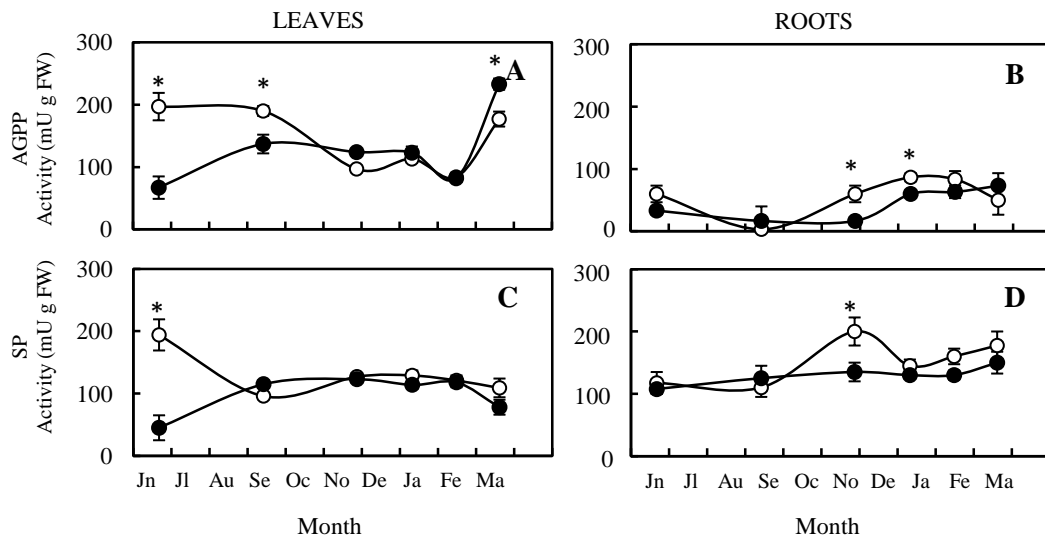 LEAVES ROOTS
300 * * * A 300 B
200 200
AGPP
Activity (mU g FW)
100 100 * *
0 0
300 * C 300 D
200 200 *
SP
Activity (mU g FW)
100 100
0 0
Jn Jl Au Se Oc No De Ja Fe Ma Jn Jl Au Se Oc No De Ja Fe Ma
Month Month